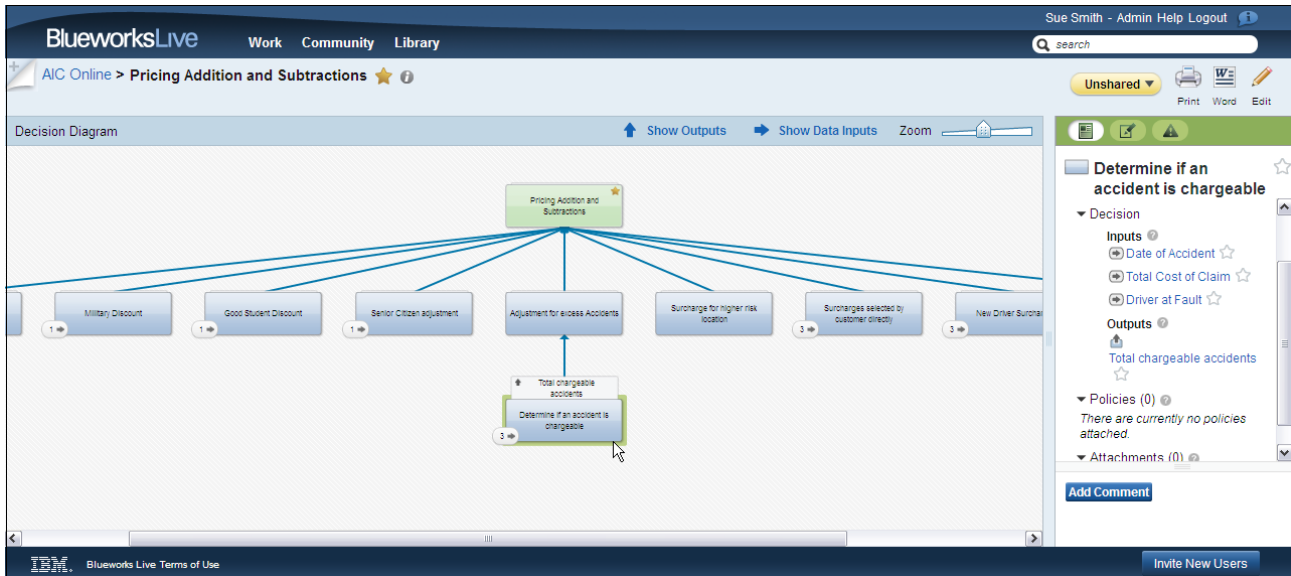 Sue Smith - Admin Help Logout
BlueworksLive
Work Community Library
search
AIC Online > Pricing Addition and Subtractions
Unshared
Print Word Edit
Decision Diagram
Show Outputs
Show Data Inputs
Zoom
Pricing Addition and
Subtractions
Military Discount
1
Good Student Discount
1
Senior Citizen adjustment
1
Adjustment for excess Accidents
Surcharge for higher risk
location
Surcharges selected by
customer directly
3
New Driver Surchar
3
Total chargeable
accidents
Determine if an accident is
chargeable
3
Determine if an
accident is chargeable
Decision
Inputs
Date of Accident
Total Cost of Claim
Driver at Fault
Outputs
Total chargeable accidents
Policies (0)
There are currently no policies
attached.
Attachments (0)
Add Comment
IBM. Blueworks Live Terms of Use
Invite New Users